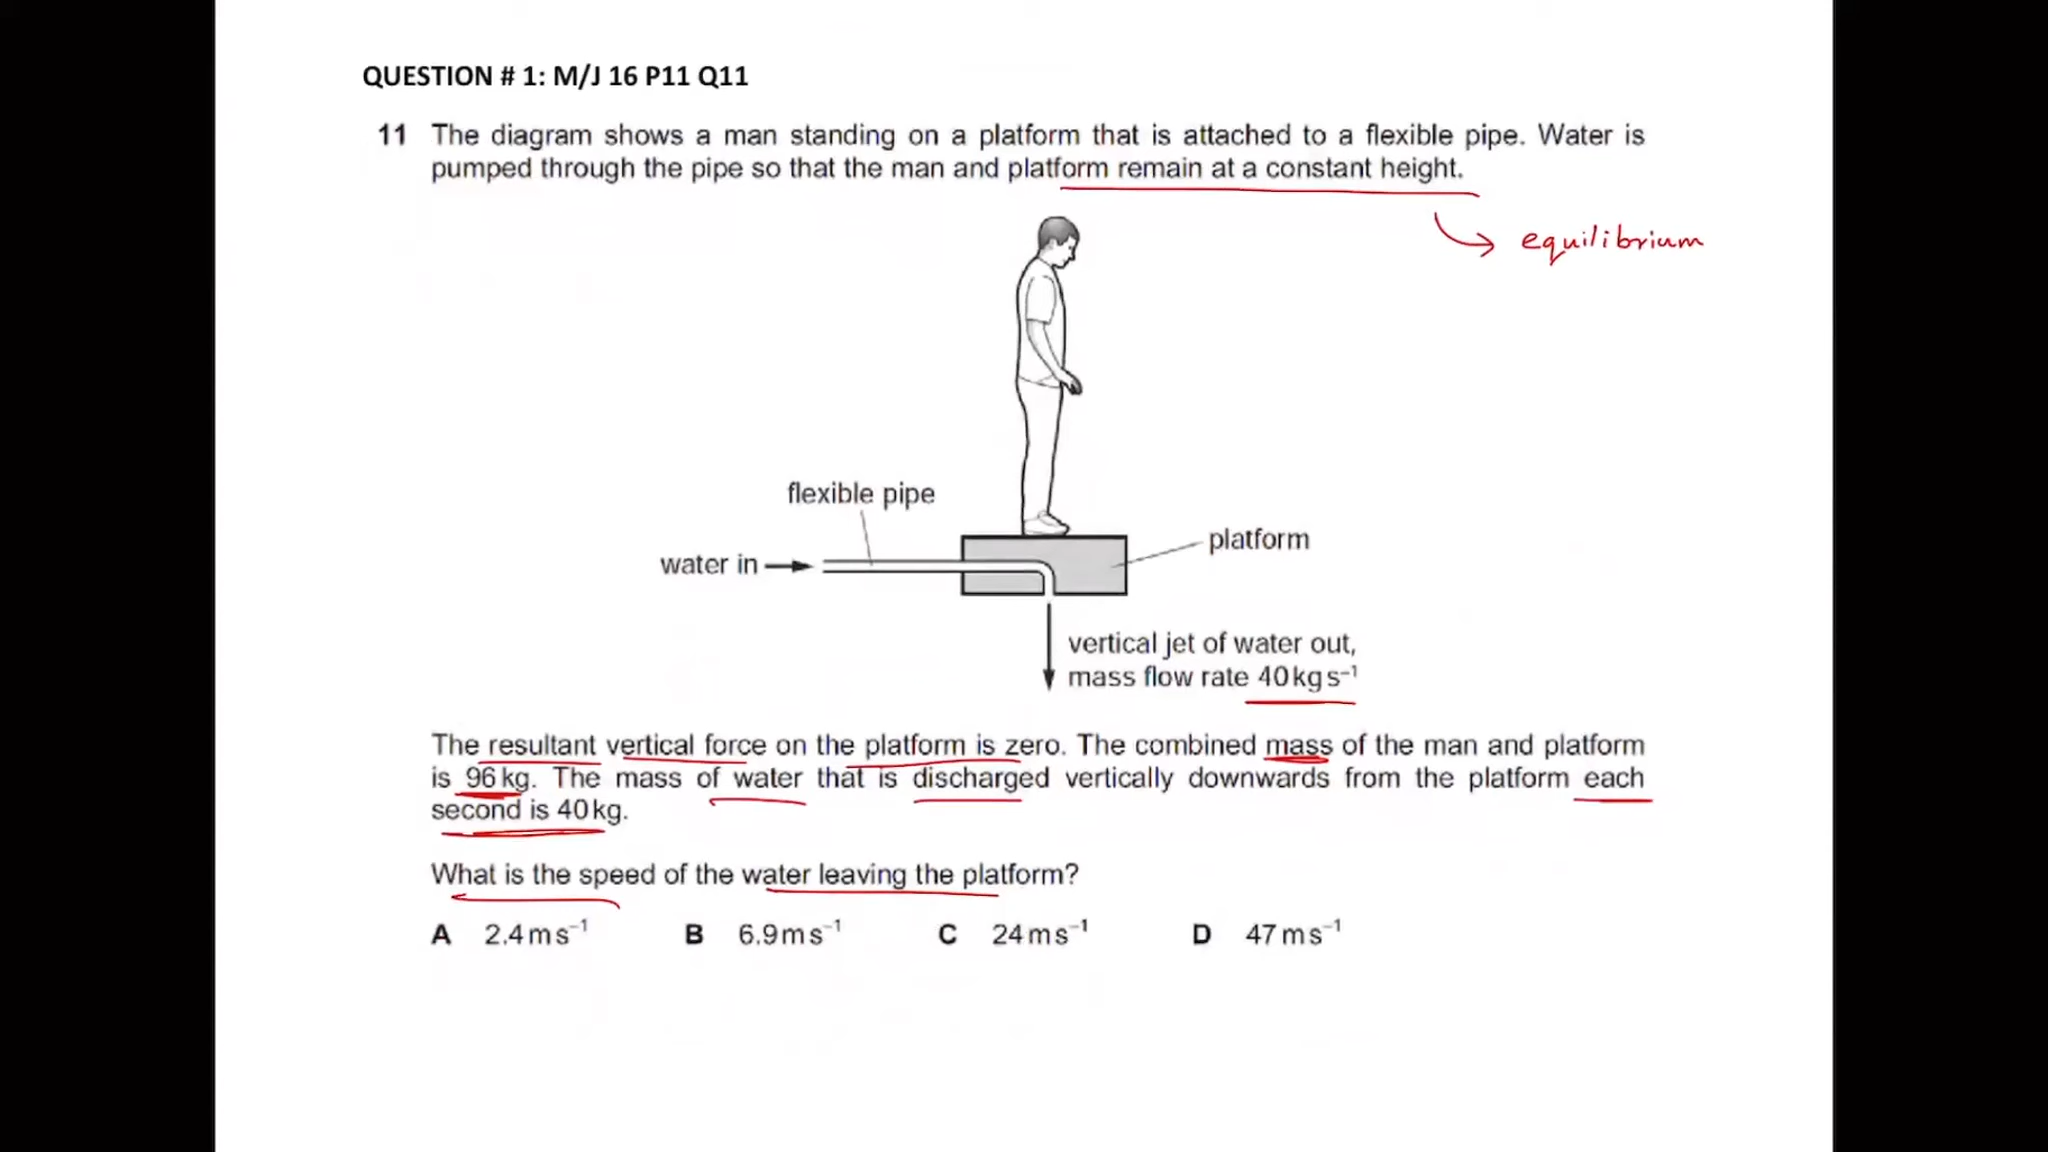 QUESTION # 1: M/J 16 P11 Q11
11 The diagram shows a man standing on a platform that is attached to a flexible pipe. Water is
pumped through the pipe so that the man and platform remain at a constant height.
equilibrium
flexible pipe
platform
water in
vertical jet of water out,
mass flow rate 40 kg s⁻¹
The resultant vertical force on the platform is zero. The combined mass of the man and platform
is 96 kg. The mass of water that is discharged vertically downwards from the platform each
second is 40 kg.
What is the speed of the water leaving the platform?
A 2.4 m s⁻¹ B 6.9 m s⁻¹ C 24 m s⁻¹ D 47 m s⁻¹